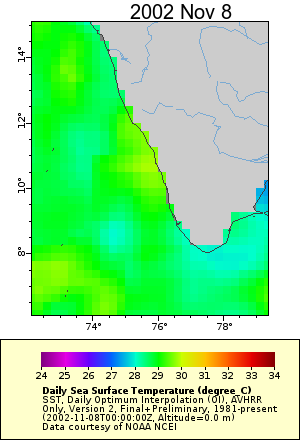 2002 Nov 8
14°
12°
10°
8°
74° 76° 78°
24 25 26 27 28 29 30 31 32 33 34
Daily Sea Surface Temperature (degree_C)
SST, Daily Optimum Interpolation (OI), AVHRR
Only, Version 2, Final+Preliminary, 1981-present
(2002-11-08T00:00:00Z, Altitude=0.0 m)
Data courtesy of NOAA NCEI